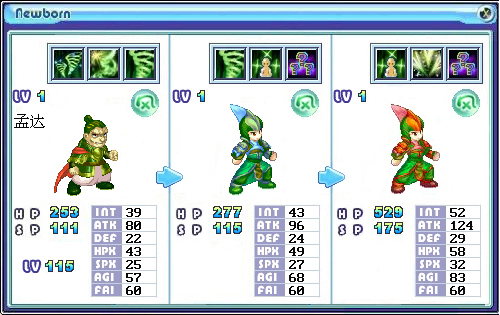 Newborn
LV 1
孟达
HP 253
SP 111
LV 115
INT 39
ATK 80
DEF 22
HPX 43
SPX 25
AGI 57
FAI 60
LV 1
HP 277
SP 115
INT 43
ATK 96
DEF 24
HPX 49
SPX 27
AGI 68
FAI 60
LV 1
HP 529
SP 175
INT 52
ATK 124
DEF 29
HPX 58
SPX 32
AGI 83
FAI 60